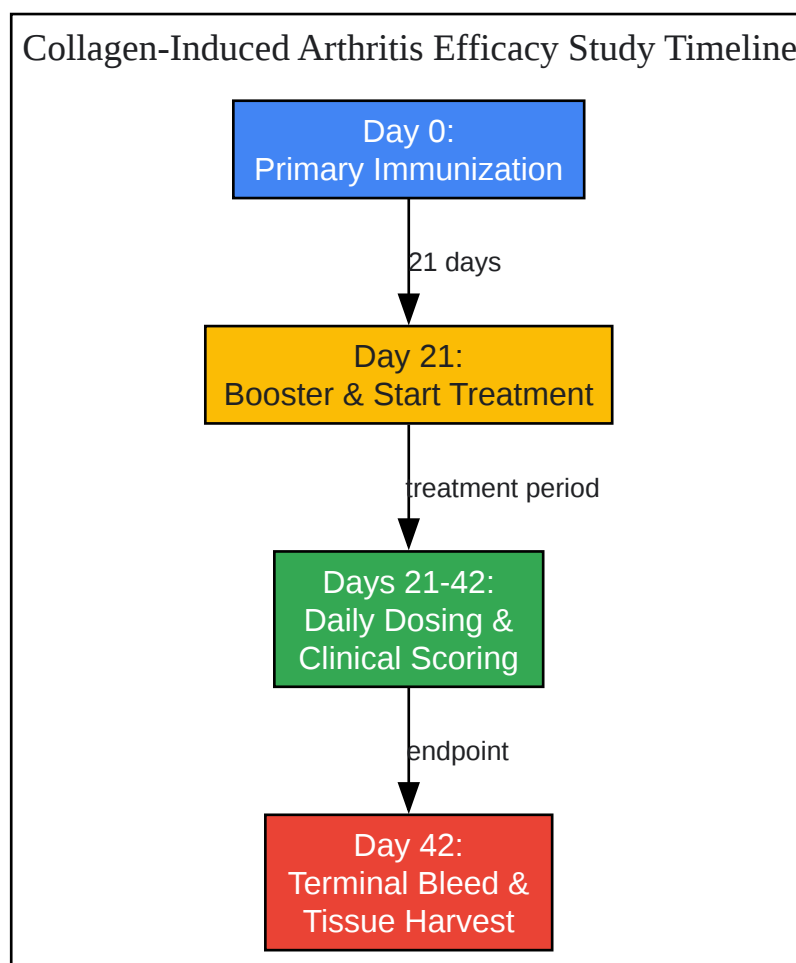 Collagen-Induced Arthritis Efficacy Study Timeline
Day 0:
Primary Immunization
21 days
Day 21:
Booster & Start Treatment
treatment period
Days 21-42:
Daily Dosing &
Clinical Scoring
endpoint
Day 42:
Terminal Bleed &
Tissue Harvest